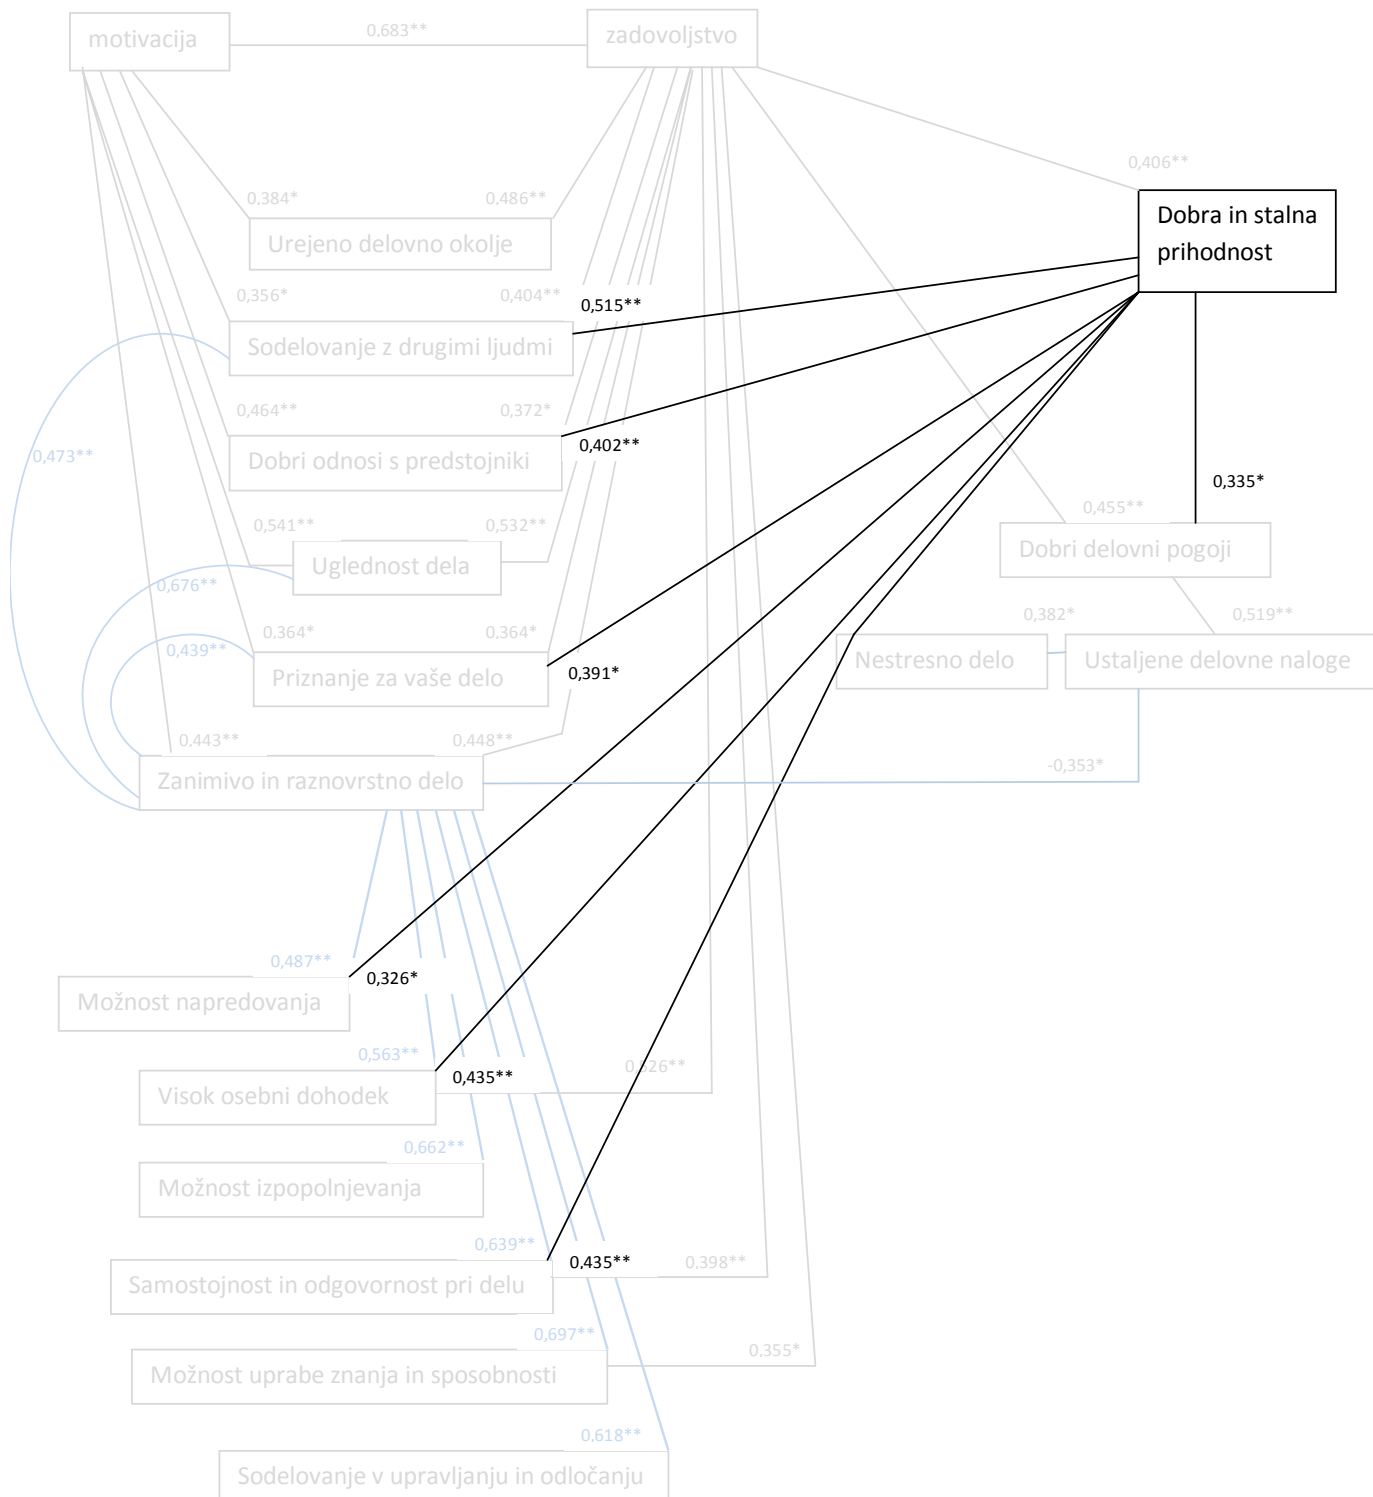 motivacija
0,683**
zadovoljstvo
0,406**
Dobra in stalna
prihodnost
0,384*
0,486**
Urejeno delovno okolje
0,356*
0,404**
0,515**
Sodelovanje z drugimi ljudmi
0,464**
0,372*
0,402**
Dobri odnosi s predstojniki
0,473**
0,335*
0,455**
0,541**
0,532**
Dobri delovni pogoji
Uglednost dela
0,676**
0,382*
0,519**
0,364*
0,364*
0,439**
Nestresno delo
Ustaljene delovne naloge
Priznanje za vaše delo
0,391*
0,443**
0,448**
-0,353*
Zanimivo in raznovrstno delo
0,487**
0,326*
Možnost napredovanja
0,563**
0,435**
0,526**
Visok osebni dohodek
0,662**
Možnost izpopolnjevanja
0,639**
0,435**
0,398**
Samostojnost in odgovornost pri delu
0,697**
0,355*
Možnost uprabe znanja in sposobnosti
0,618**
Sodelovanje v upravljanju in odločanju